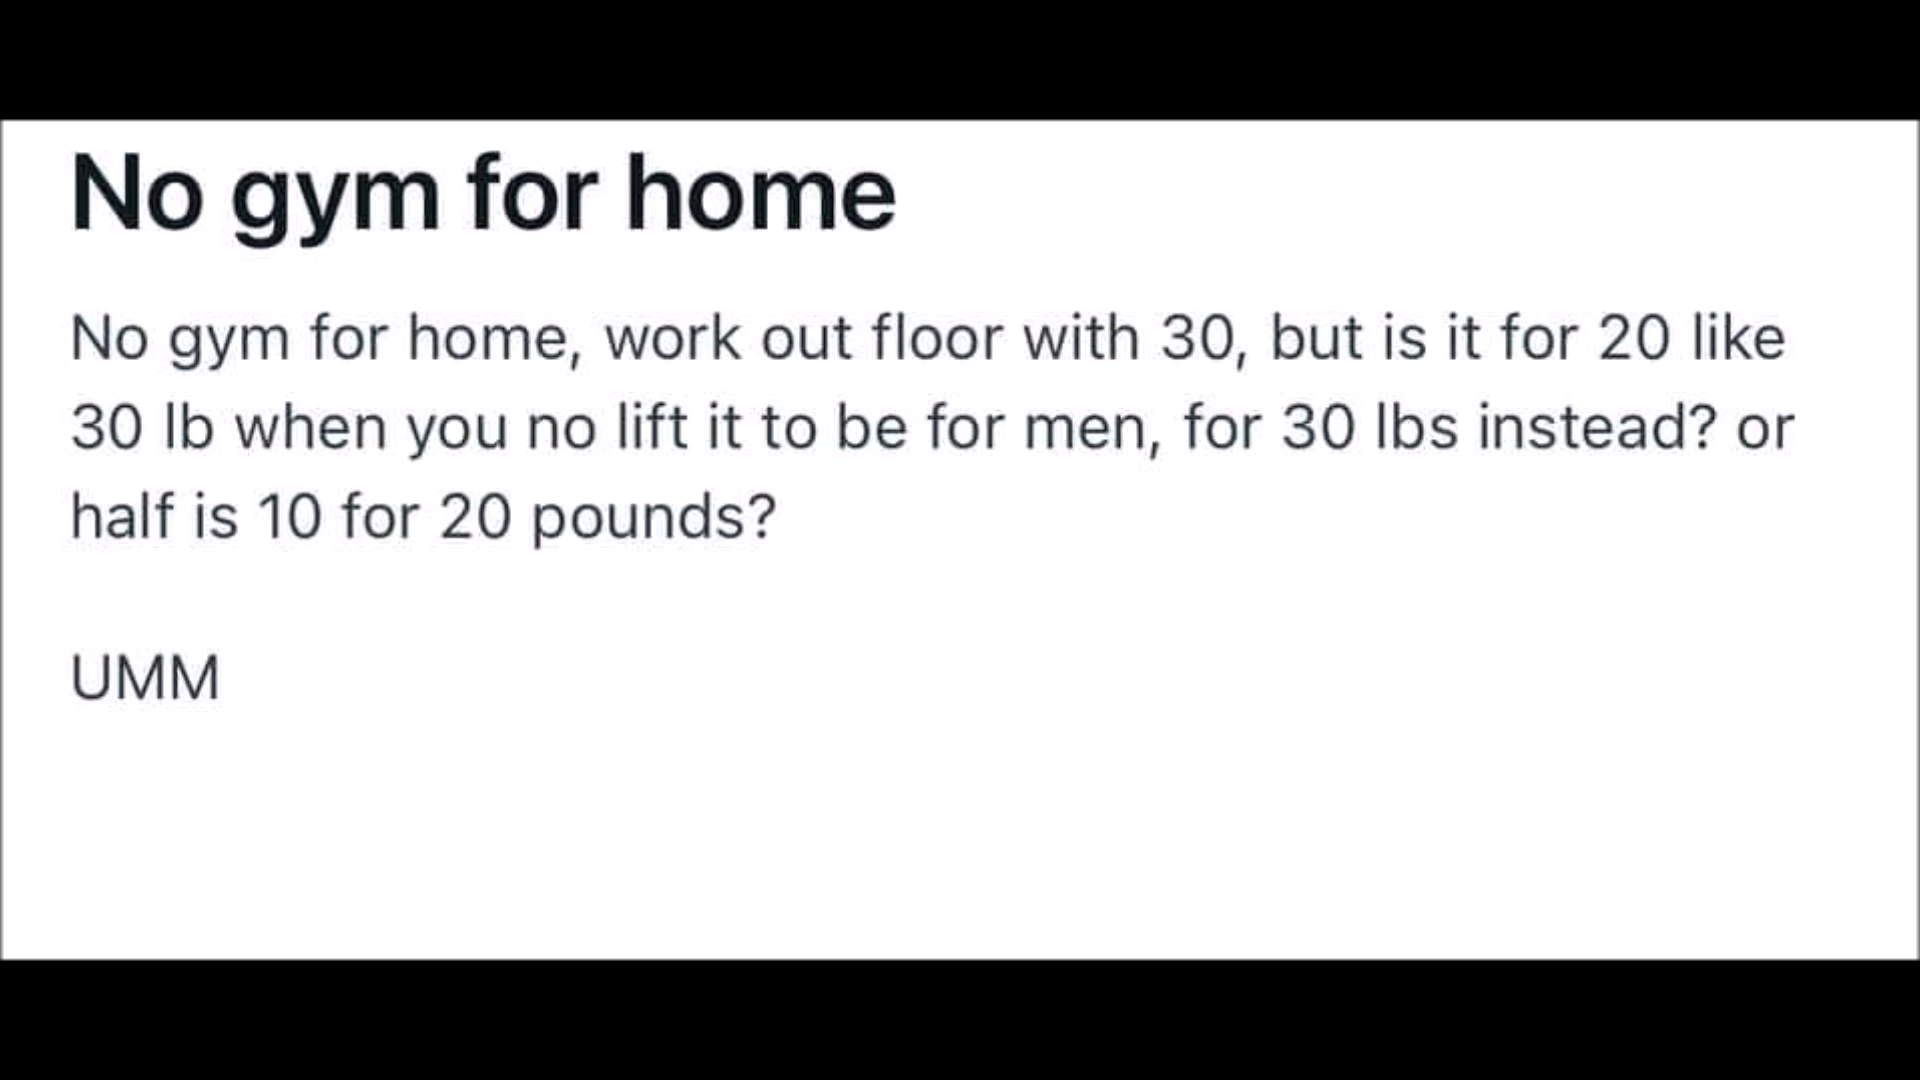 No gym for home
No gym for home, work out floor with 30, but is it for 20 like
30 lb when you no lift it to be for men, for 30 lbs instead? or
half is 10 for 20 pounds?
UMM